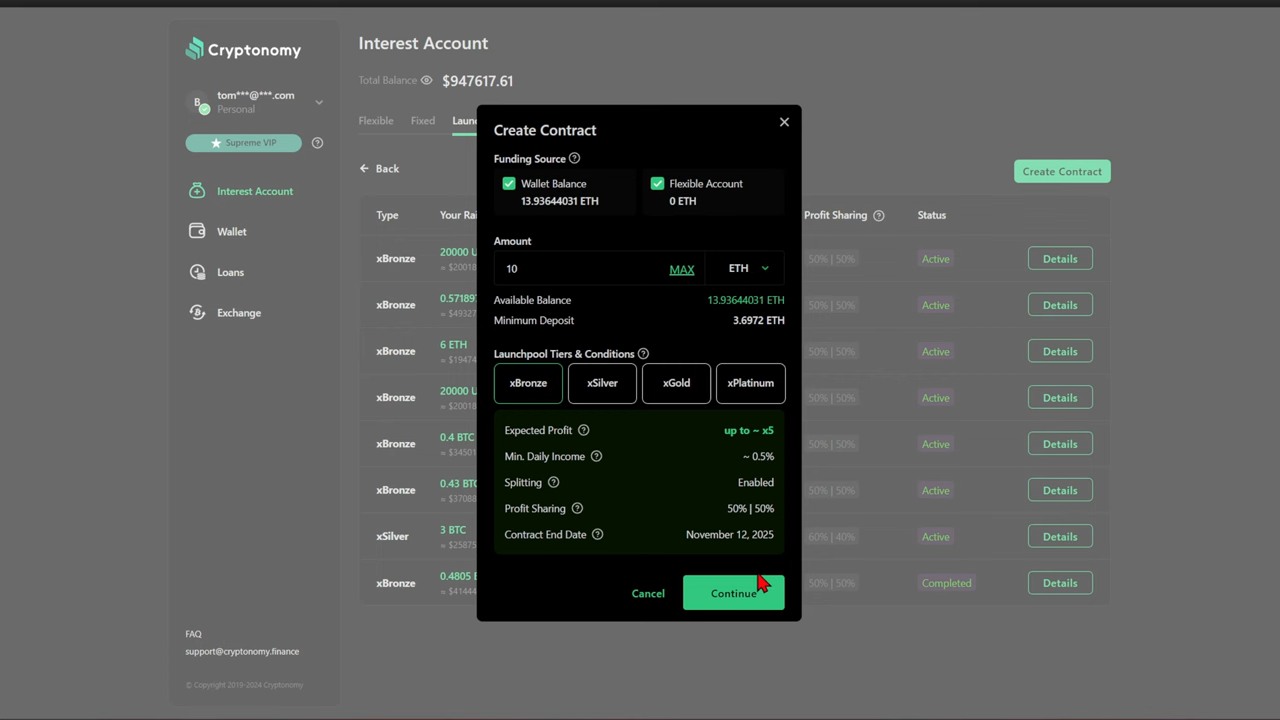 Cryptonomy
tom***@***.com
B
Personal
Supreme VIP
Interest Account
Wallet
Loans
Exchange
FAQ
support@cryptonomy.finance
© Copyright 2019-2024 Cryptonomy
Interest Account
Total Balance $947617.61
Flexible Fixed
Back
Create Contract
Type Profit Sharing Status
xBronze 20000 50% | 50% Active Details
xBronze 50% | 50% Active Details
xBronze 6 ETH 50% | 50% Active Details
xBronze 20000 50% | 50% Active Details
xBronze 0.4 BTC 50% | 50% Active Details
xBronze 50% | 50% Active Details
xSilver 3 BTC 60% | 40% Active Details
xBronze 50% | 50% Completed Details
Create Contract
Funding Source
Wallet Balance Flexible Account
13.93644031 ETH 0 ETH
Amount
10 MAX ETH
Available Balance 13.93644031 ETH
Minimum Deposit 3.6972 ETH
Launchpool Tiers & Conditions
xBronze xSilver xGold xPlatinum
Expected Profit up to ~ x5
Min. Daily Income ~ 0.5%
Splitting Enabled
Profit Sharing 50% | 50%
Contract End Date November 12, 2025
Cancel Continue